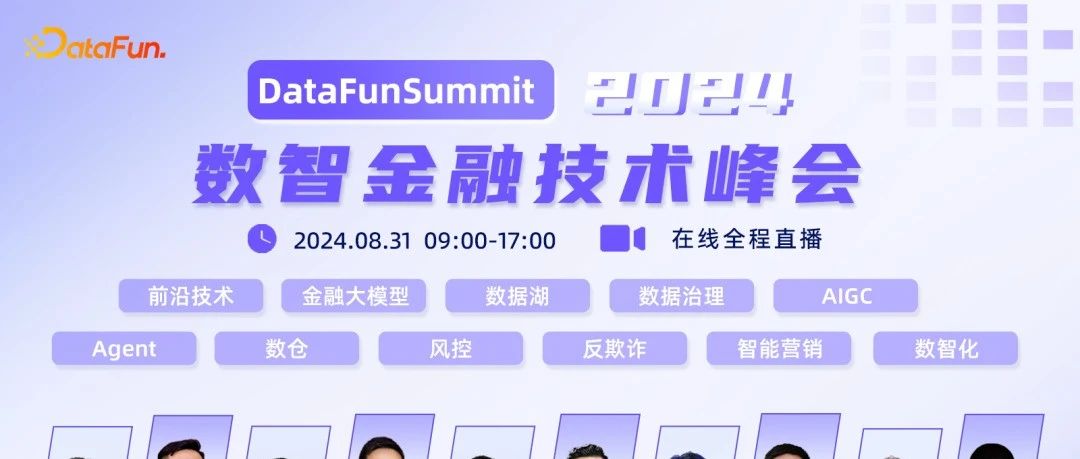 DataFun.
DataFunSummit 2024
数智金融技术峰会
2024.08.31 09:00-17:00 在线全程直播
前沿技术 金融大模型 数据湖 数据治理 AIGC
Agent 数仓 风控 反欺诈 智能营销 数智化